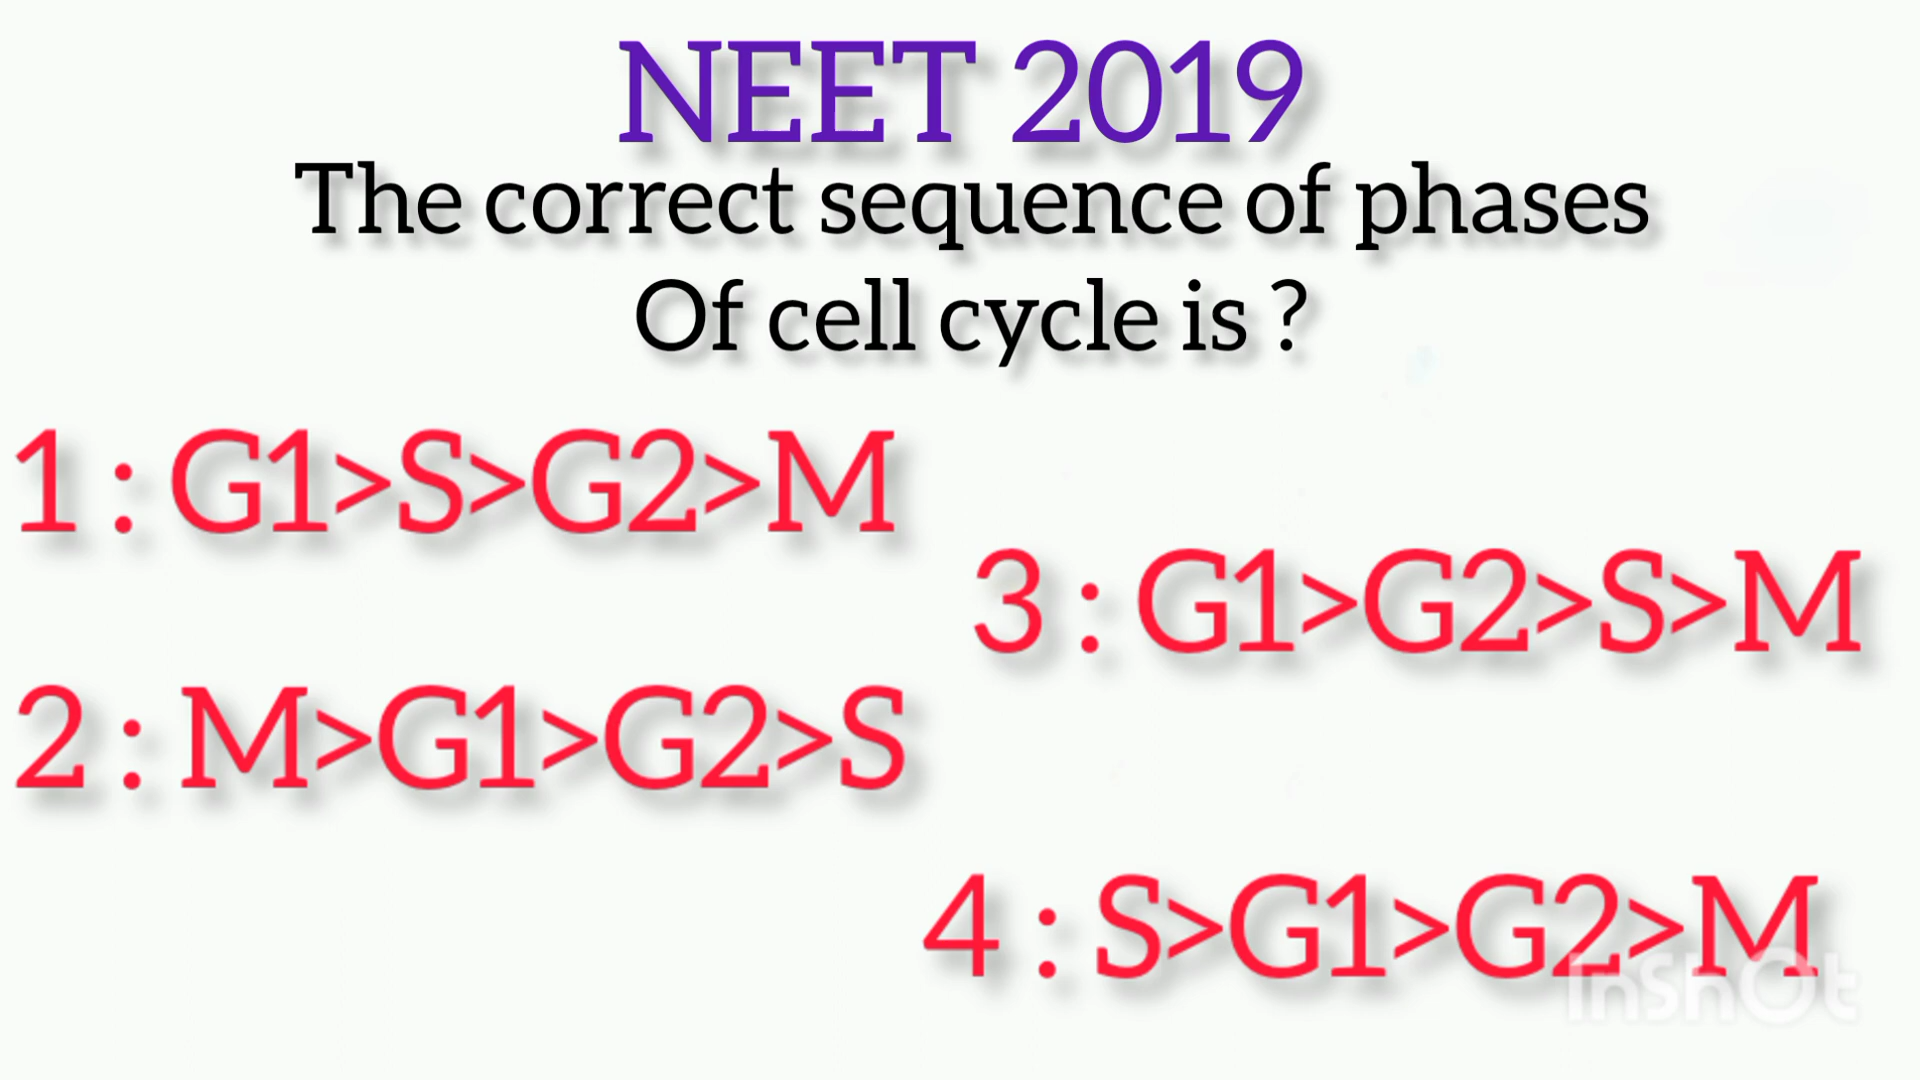 NEET 2019
The correct sequence of phases
Of cell cycle is ?
1 : G1>S>G2>M
2 : M>G1>G2>S
3 : G1>G2>S>M
4 : S>G1>G2>M
InShOt